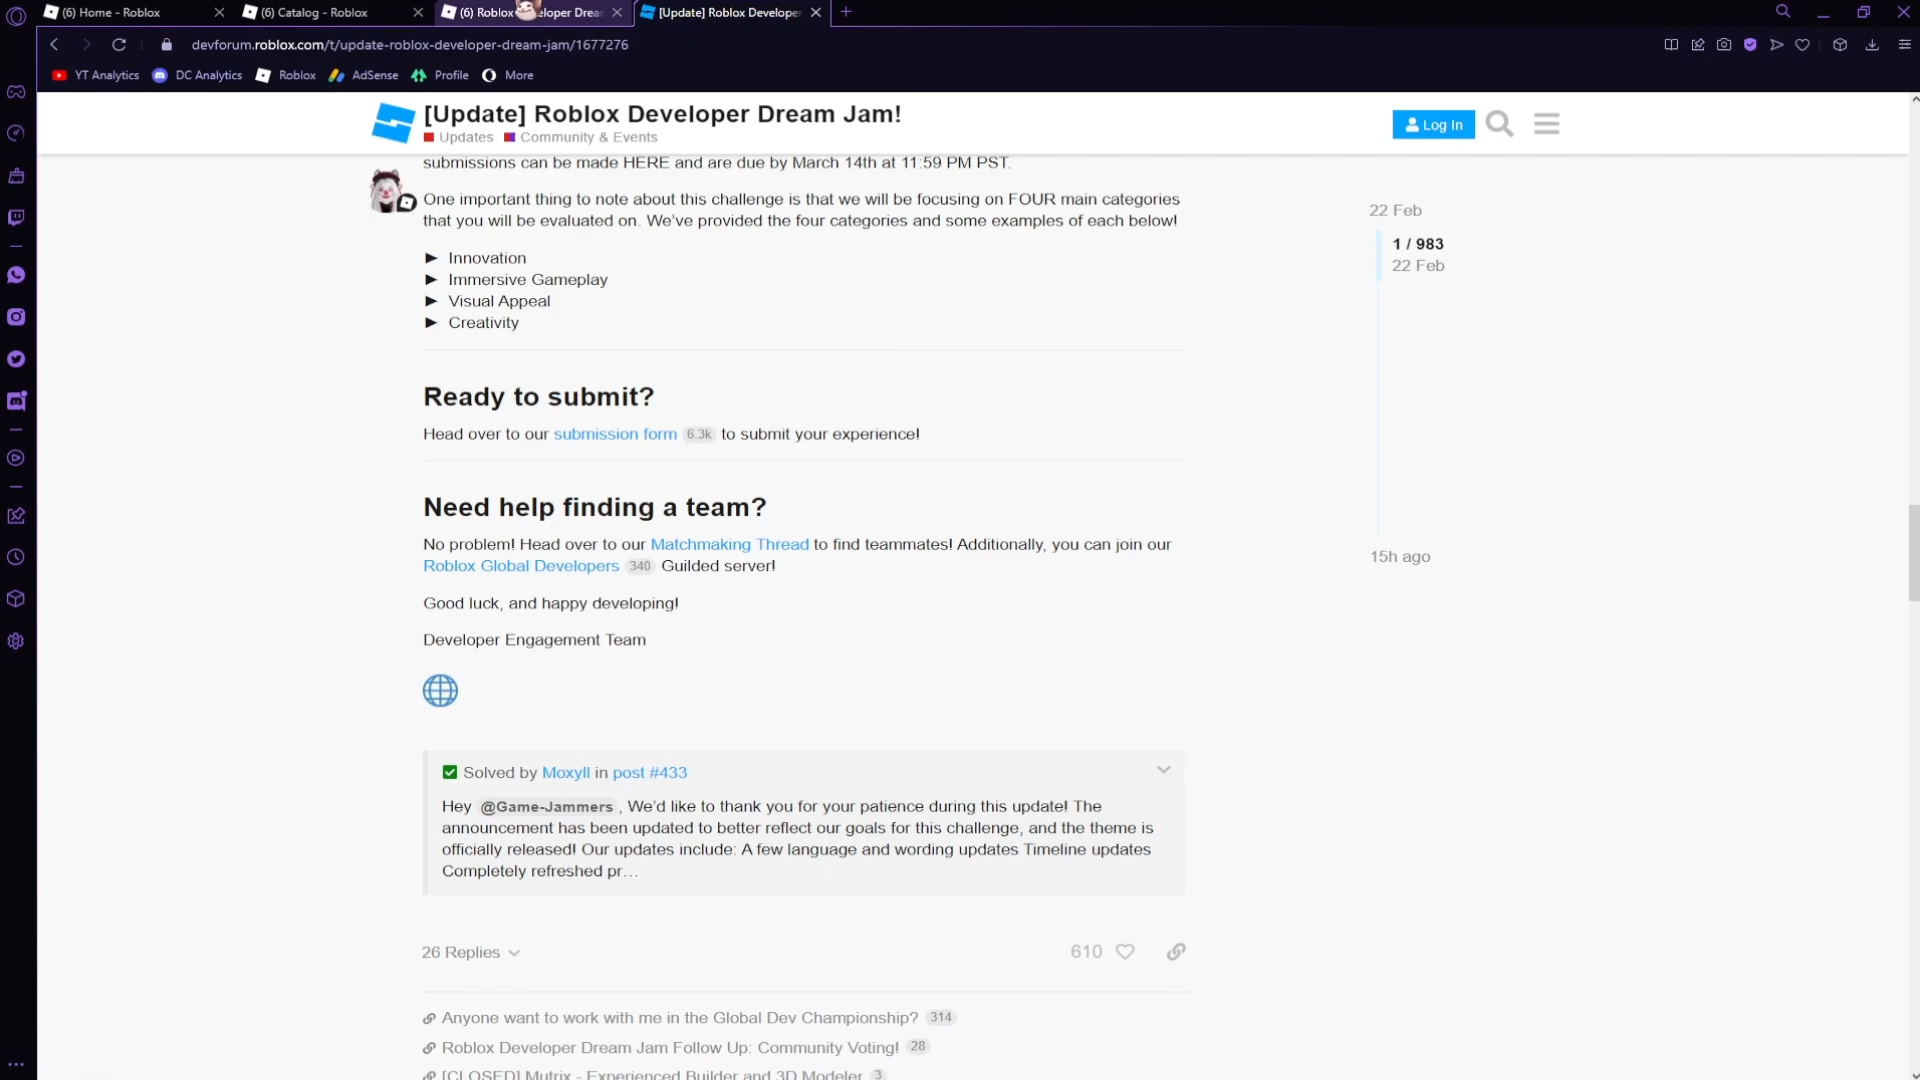 (6) Home - Roblox
(6) Catalog - Roblox
(6) Roblox Developer Drea
[Update] Roblox Developer
devforum.roblox.com/t/update-roblox-developer-dream-jam/1677276
YT Analytics
DC Analytics
Roblox
AdSense
Profile
More
[Update] Roblox Developer Dream Jam!
Updates Community & Events
Log In
submissions can be made HERE and are due by March 14th at 11:59 PM PST.
One important thing to note about this challenge is that we will be focusing on FOUR main categories
that you will be evaluated on. We’ve provided the four categories and some examples of each below!
► Innovation
► Immersive Gameplay
► Visual Appeal
► Creativity
22 Feb
1 / 983
22 Feb
15h ago
Ready to submit?
Head over to our submission form 6.3k to submit your experience!
Need help finding a team?
No problem! Head over to our Matchmaking Thread to find teammates! Additionally, you can join our
Roblox Global Developers 340 Guilded server!
Good luck, and happy developing!
Developer Engagement Team
Solved by Moxyll in post #433
Hey @Game-Jammers , We’d like to thank you for your patience during this update! The
announcement has been updated to better reflect our goals for this challenge, and the theme is
officially released! Our updates include: A few language and wording updates Timeline updates
Completely refreshed pr…
26 Replies
610
Anyone want to work with me in the Global Dev Championship? 314
Roblox Developer Dream Jam Follow Up: Community Voting! 28
[CLOSED] Mutrix - Experienced Builder and 3D Modeler 3